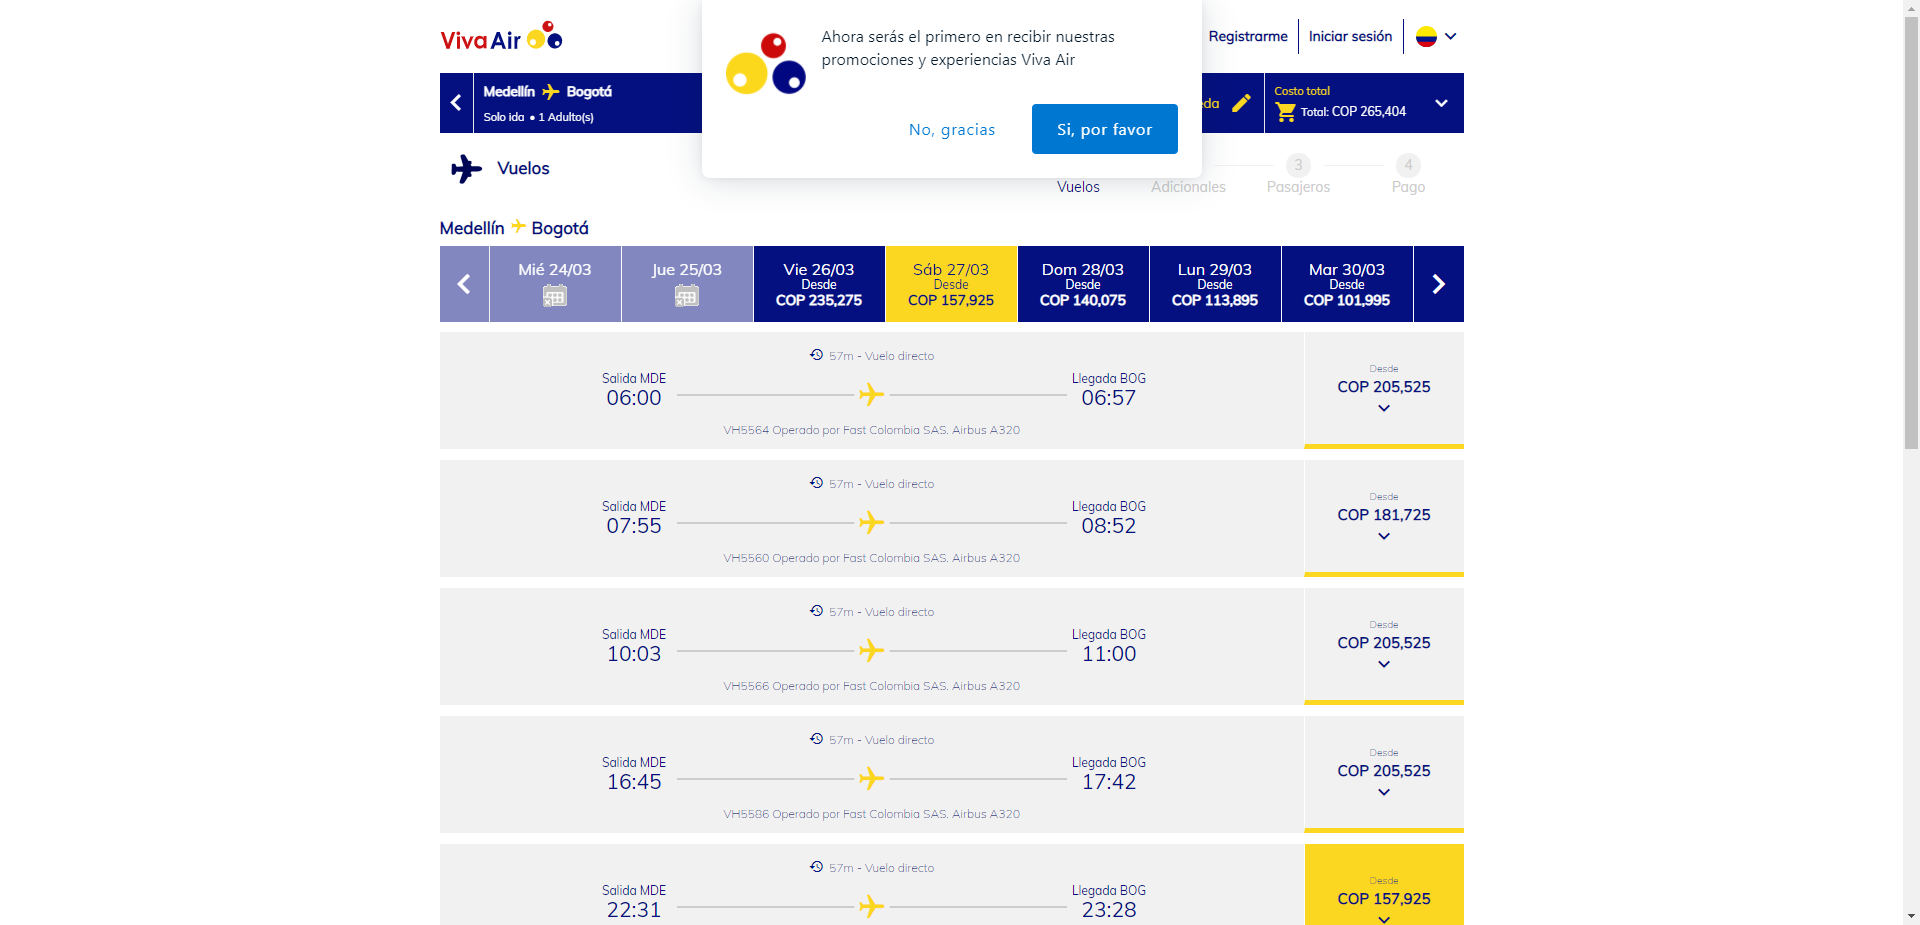 Viva Air
Ahora serás el primero en recibir nuestras
promociones y experiencias Viva Air
No, gracias
Si, por favor
Registrarme
Iniciar sesión
Medellín Bogotá
Solo ida • 1 Adulto(s)
Costo total
Total: COP 265,404
Vuelos
3
4
Vuelos
Adicionales
Pasajeros
Pago
Medellín Bogotá
Mié 24/03
Jue 25/03
Vie 26/03
Desde
COP 235,275
Sáb 27/03
Desde
COP 157,925
Dom 28/03
Desde
COP 140,075
Lun 29/03
Desde
COP 113,895
Mar 30/03
Desde
COP 101,995
57m - Vuelo directo
Salida MDE
06:00
Llegada BOG
06:57
VH5564 Operado por Fast Colombia SAS. Airbus A320
Desde
COP 205,525
57m - Vuelo directo
Salida MDE
07:55
Llegada BOG
08:52
VH5560 Operado por Fast Colombia SAS. Airbus A320
Desde
COP 181,725
57m - Vuelo directo
Salida MDE
10:03
Llegada BOG
11:00
VH5566 Operado por Fast Colombia SAS. Airbus A320
Desde
COP 205,525
57m - Vuelo directo
Salida MDE
16:45
Llegada BOG
17:42
VH5586 Operado por Fast Colombia SAS. Airbus A320
Desde
COP 205,525
57m - Vuelo directo
Salida MDE
22:31
Llegada BOG
23:28
Desde
COP 157,925